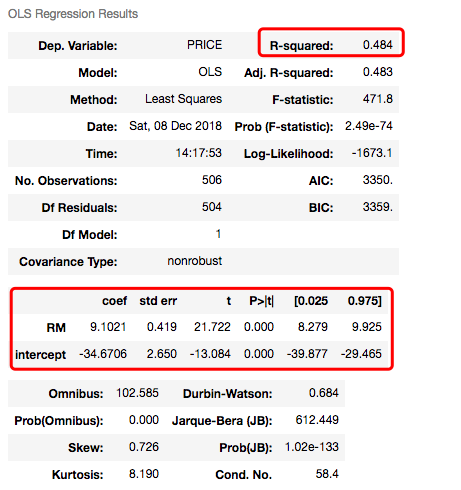 OLS Regression Results
Dep. Variable: PRICE R-squared: 0.484
Model: OLS Adj. R-squared: 0.483
Method: Least Squares F-statistic: 471.8
Date: Sat, 08 Dec 2018 Prob (F-statistic): 2.49e-74
Time: 14:17:53 Log-Likelihood: -1673.1
No. Observations: 506 AIC: 3350.
Df Residuals: 504 BIC: 3359.
Df Model: 1
Covariance Type: nonrobust
coef std err t P>|t| [0.025 0.975]
RM 9.1021 0.419 21.722 0.000 8.279 9.925
intercept -34.6706 2.650 -13.084 0.000 -39.877 -29.465
Omnibus: 102.585 Durbin-Watson: 0.684
Prob(Omnibus): 0.000 Jarque-Bera (JB): 612.449
Skew: 0.726 Prob(JB): 1.02e-133
Kurtosis: 8.190 Cond. No. 58.4